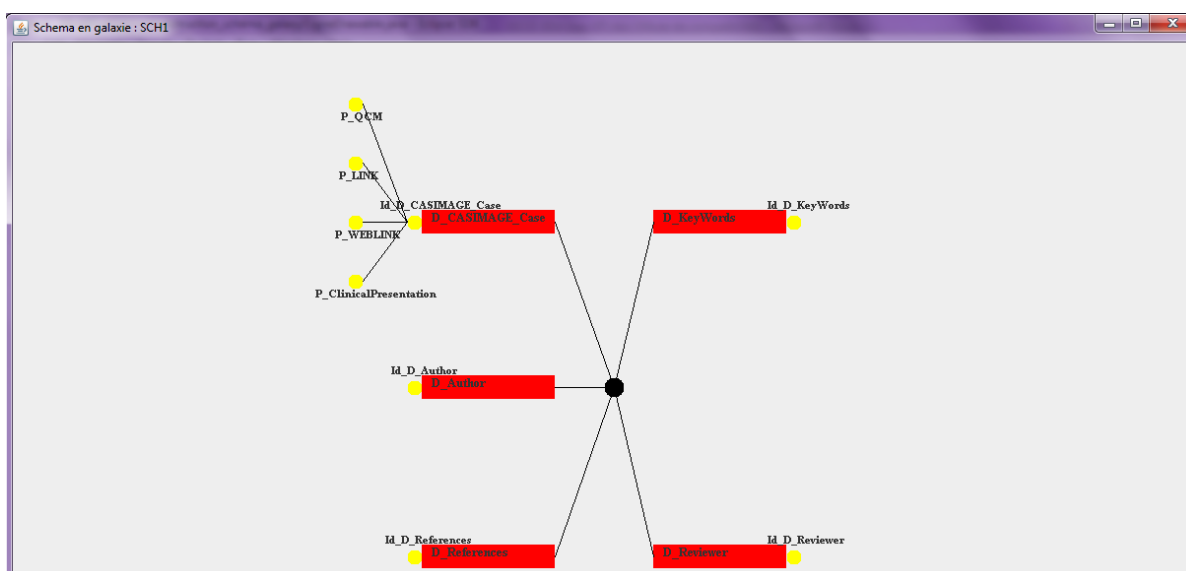 Schema en galaxie : SCH1
P_QCM
P_LINK
Id_D_CASIMAGE_Case
D_CASIMAGE_Case
Id_D_KeyWords
D_KeyWords
P_WEBLINK
P_ClinicalPresentation
Id_D_Author
D_Author
Id_D_References
D_References
Id_D_Reviewer
D_Reviewer